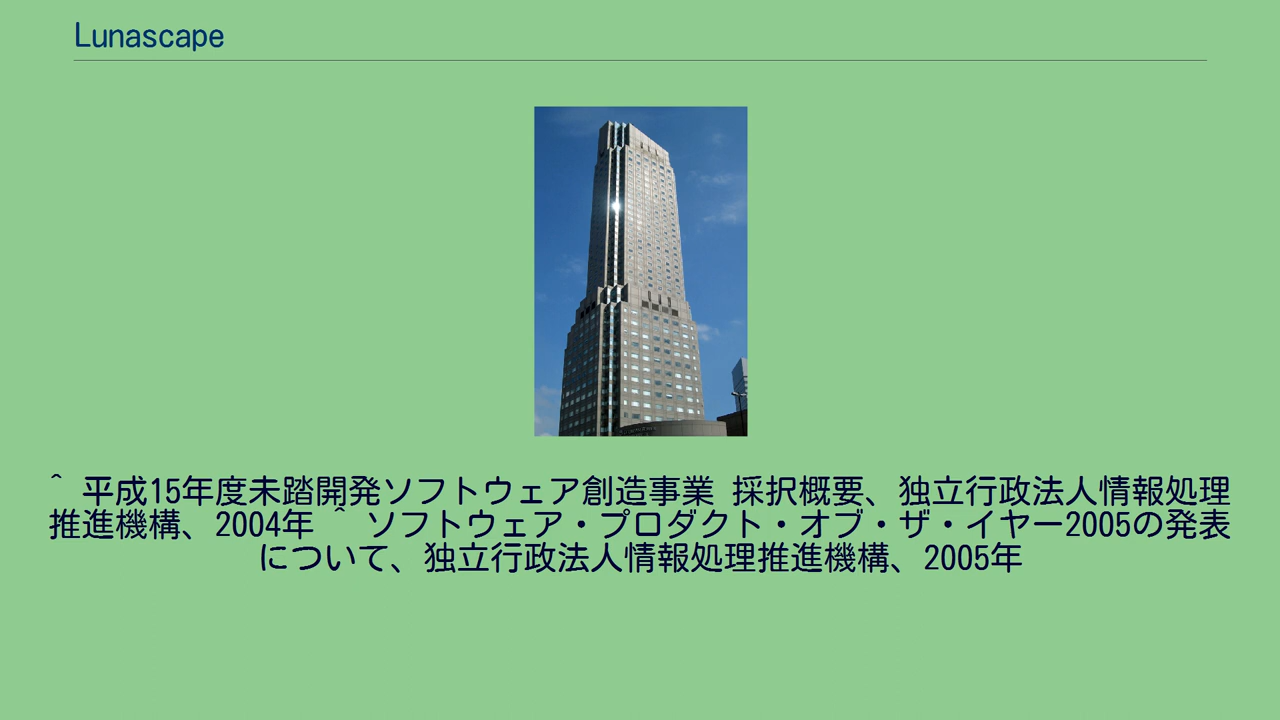 Lunascape
^ 平成15年度未踏開発ソフトウェア創造事業 採択概要、独立行政法人情報処理
推進機構、2004年 ^ ソフトウェア・プロダクト・オブ・ザ・イヤー2005の発表
について、独立行政法人情報処理推進機構、2005年